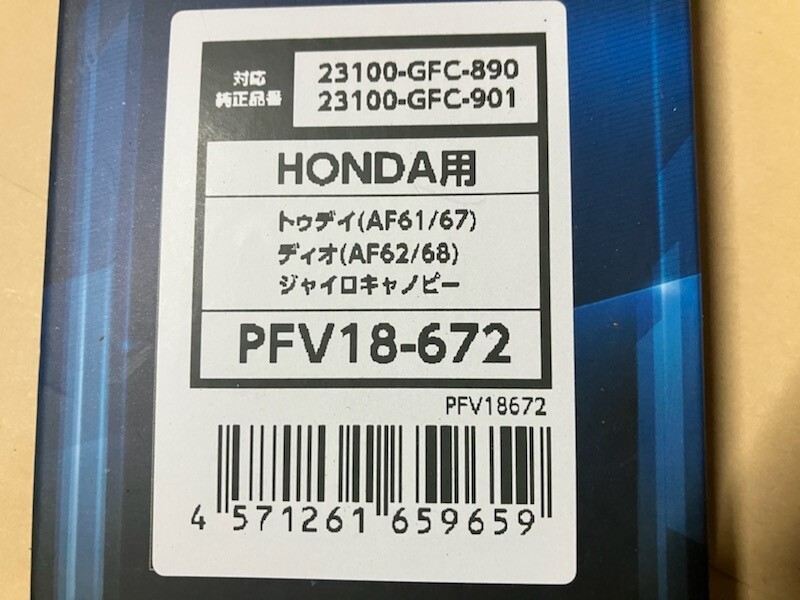 対応
純正品番
23100-GFC-890
23100-GFC-901
HONDA用
トゥデイ(AF61/67)
ディオ(AF62/68)
ジャイロキャノピー
PFV18-672
PFV18672
4 571261 659659